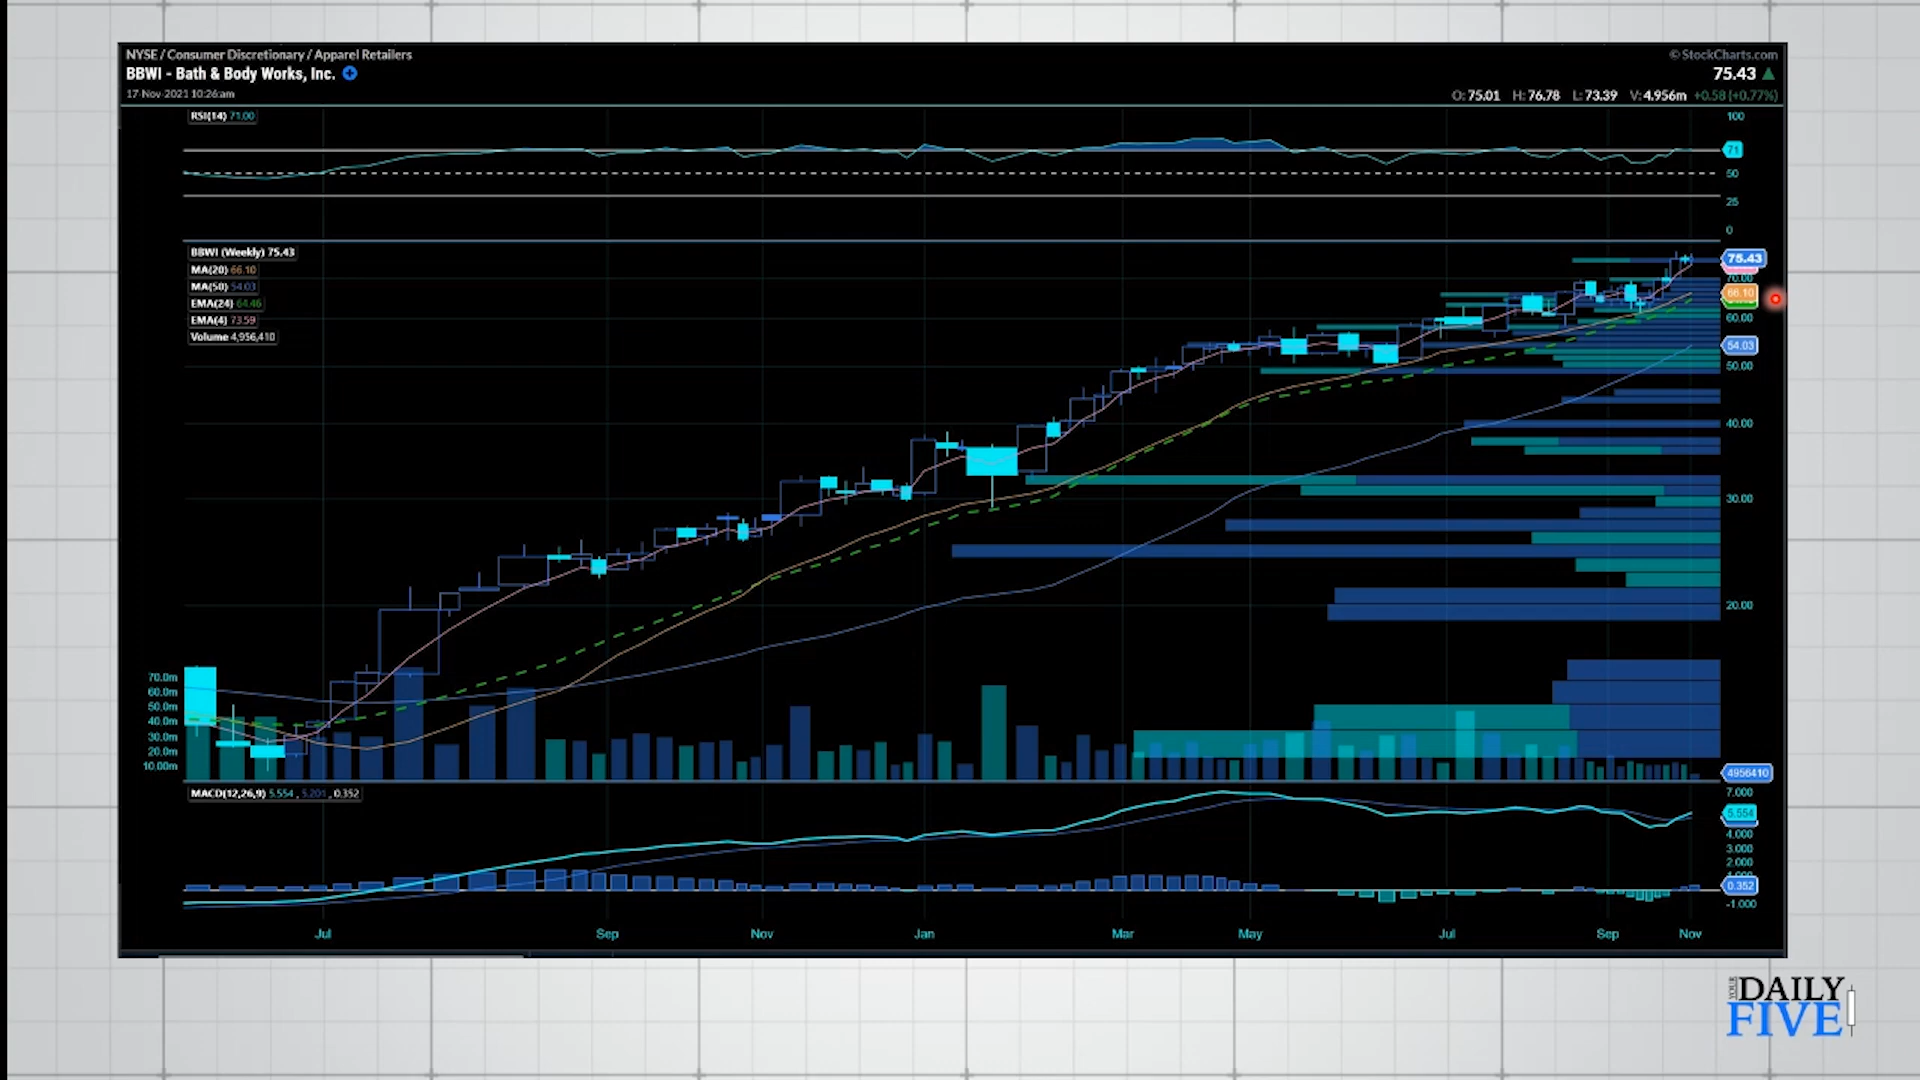 NYSE / Consumer Discretionary / Apparel Retailers
© StockCharts.com
BBWI - Bath & Body Works, Inc.
75.43
17-Nov-2021 10:26am
O: 75.01 H: 76.78 L: 73.39 V: 4.956m +0.58 (+0.77%)
RSI(14) 71.00
100
71
50
25
0
BBWI (Weekly) 75.43
MA(20) 66.10
MA(50) 54.03
EMA(24) 64.46
EMA(4) 73.59
Volume 4,956,410
75.43
70.00
66.10
60.00
54.03
50.00
40.00
30.00
20.00
70.0m
60.0m
50.0m
40.0m
30.0m
20.0m
10.00m
4956410
MACD(12,26,9) 5.554, 5.201, 0.352
7.000
5.554
4.000
3.000
2.000
0.352
-1.000
Jul Sep Nov Jan Mar May Jul Sep Nov
YOUR
DAILY
FIVE